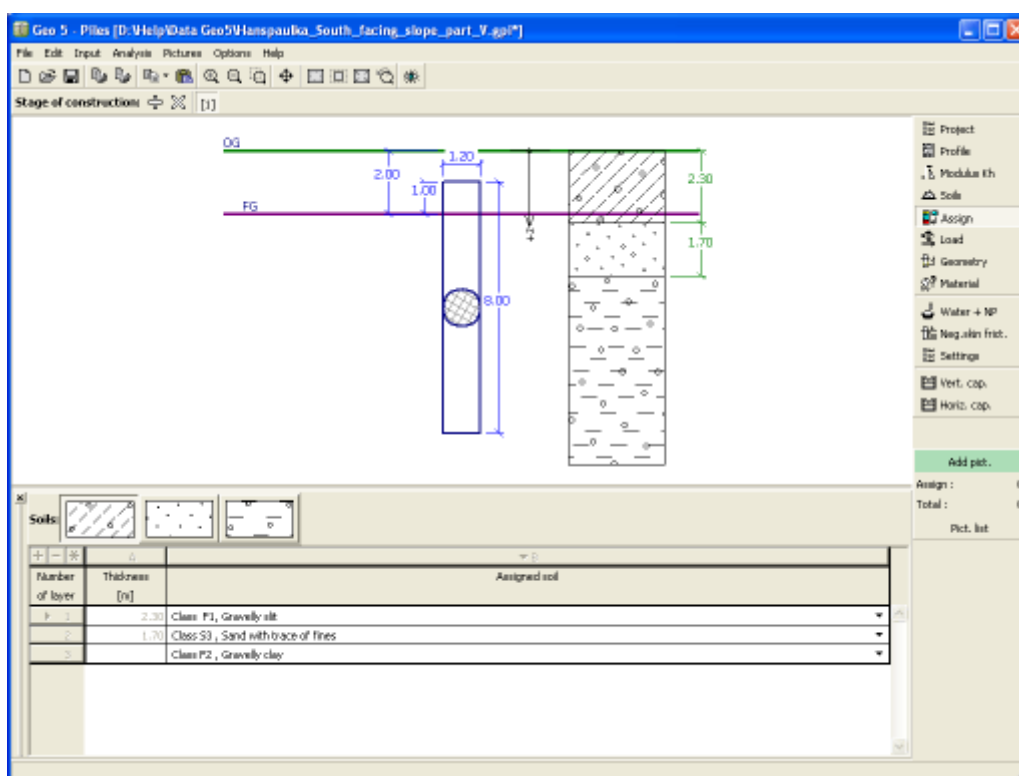 Geo 5 - Piles [D:\Help\Data Geo5\Hanspaulka_South_facing_slope_part_V.gpi*]
File Edit Input Analysis Pictures Options Help
Stage of construction: [1]
OG
1.20
2.00
1.00
2.30
FG
+z
1.70
8.00
Project
Profile
Modulus Kh
Soils
Assign
Load
Geometry
Material
Water + NP
Neg.skin frict.
Settings
Vert. cap.
Horiz. cap.
Add pict.
Assign :
Total :
Pict. list
Soils:
A B
Number of layer
Thickness [m]
Assigned soil
1 2.30 Class F1, Gravelly silt
2 1.70 Class S3 , Sand with trace of fines
3 Class F2 , Gravelly clay